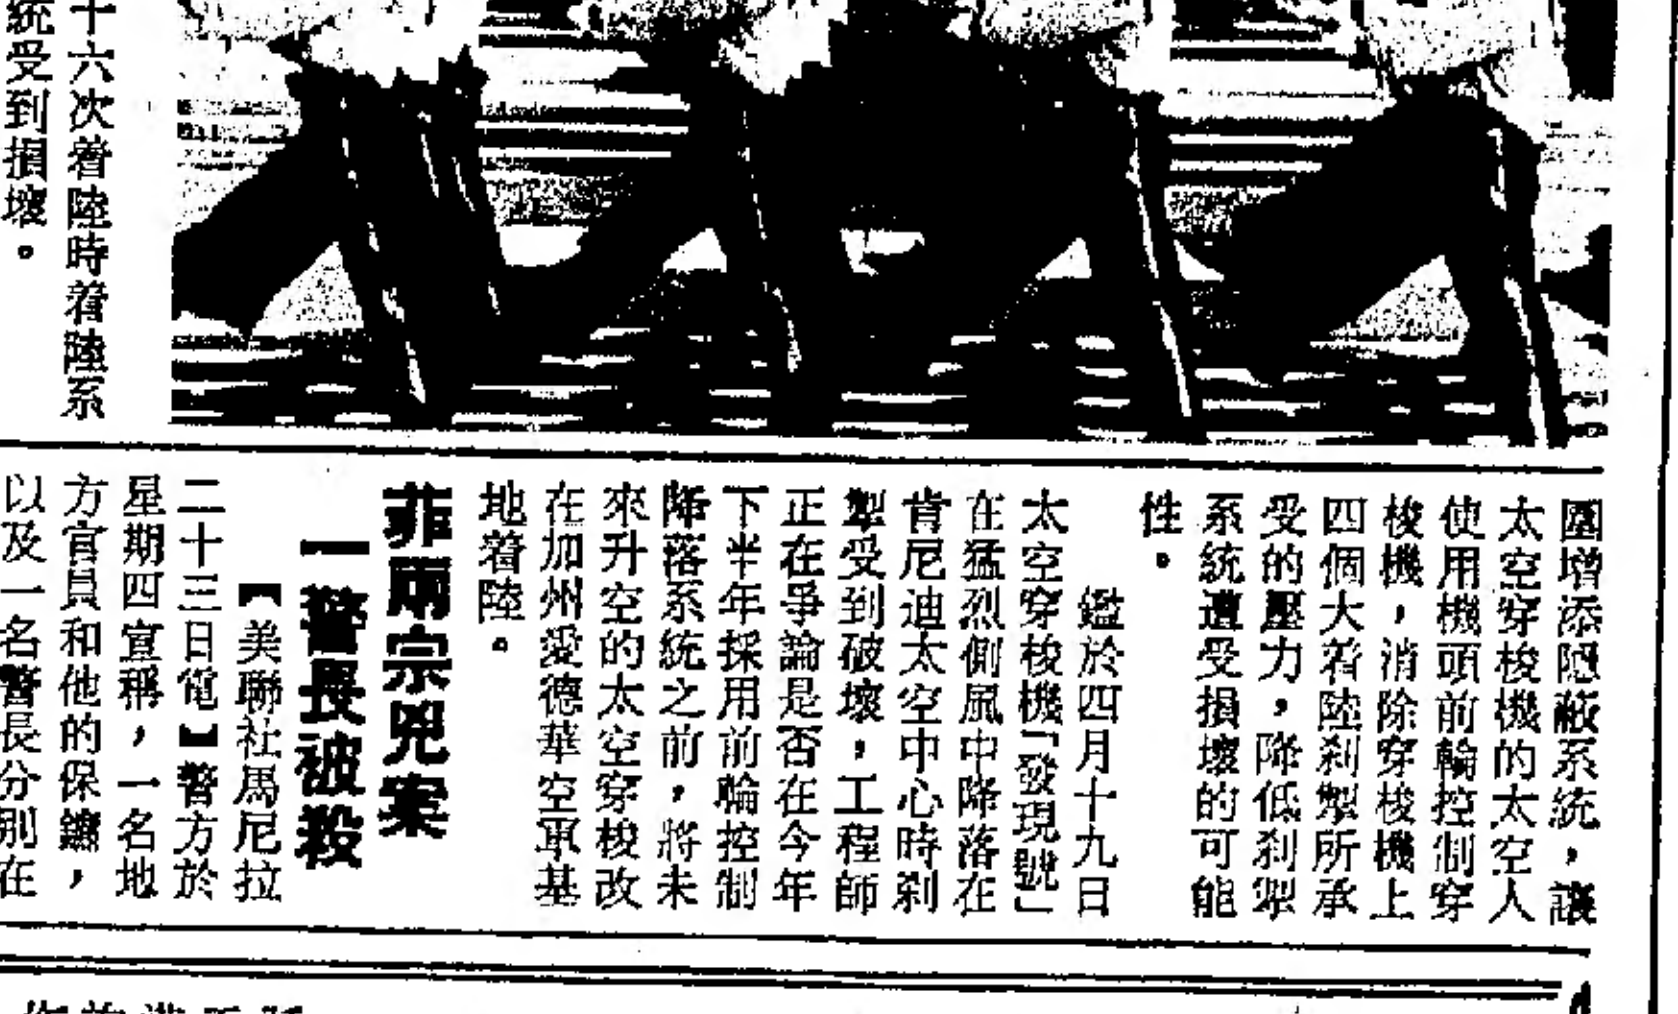 十六次着陸時着陸系
統受到損壞。
圍增添隱蔽系統，讓
太空穿梭機的太空人
使用機頭前輪控制穿
梭機，消除穿梭機上
四個大着陸刹掣所承
受的壓力，降低刹掣
系統遭受損壞的可能
性。
鑑於四月十九日
太空穿梭機「發現號」
在猛烈側風中降落在
肯尼迪太空中心時刹
掣受到破壞，工程師
正在爭論是否在今年
下半年採用前輪控制
降落系統之前，將未
來升空的太空穿梭改
在加州愛德華空軍基
地着陸。
菲兩宗兇案
一警長被殺
【美聯社馬尼拉
二十三日電】警方於
星期四宣稱，一名地
方官員和他的保鑣，
以及一名警長分別在